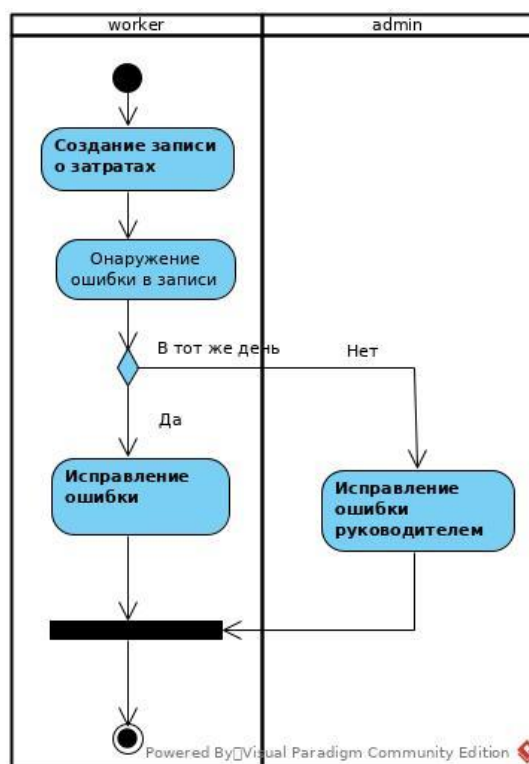 worker
admin
Создание записи
о затратах
Онаружение
ошибки в записи
В тот же день
Нет
Да
Исправление
ошибки
Исправление
ошибки
руководителем
Powered By▯Visual Paradigm Community Edition